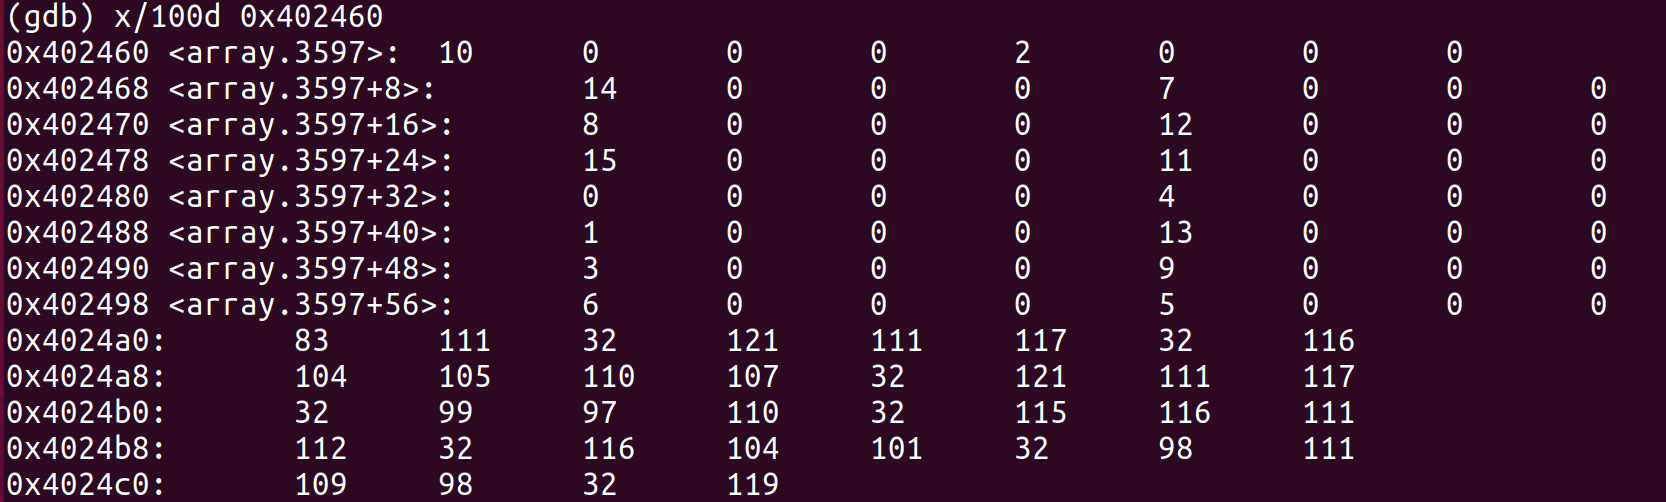 (gdb) x/100d 0x402460
0x402460 <array.3597>: 10 0 0 0 2 0 0 0
0x402468 <array.3597+8>: 14 0 0 0 7 0 0 0
0x402470 <array.3597+16>: 8 0 0 0 12 0 0 0
0x402478 <array.3597+24>: 15 0 0 0 11 0 0 0
0x402480 <array.3597+32>: 0 0 0 0 4 0 0 0
0x402488 <array.3597+40>: 1 0 0 0 13 0 0 0
0x402490 <array.3597+48>: 3 0 0 0 9 0 0 0
0x402498 <array.3597+56>: 6 0 0 0 5 0 0 0
0x4024a0: 83 111 32 121 111 117 32 116
0x4024a8: 104 105 110 107 32 121 111 117
0x4024b0: 32 99 97 110 32 115 116 111
0x4024b8: 112 32 116 104 101 32 98 111
0x4024c0: 109 98 32 119